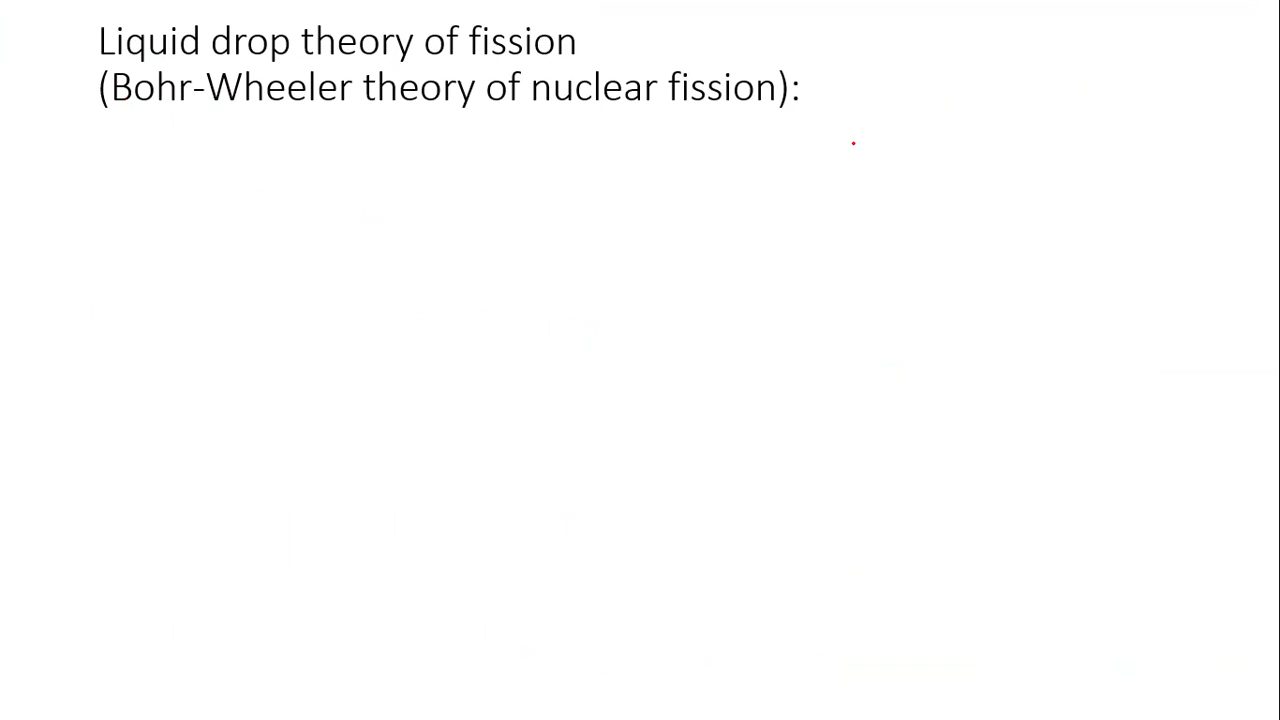 Liquid drop theory of fission
(Bohr-Wheeler theory of nuclear fission):